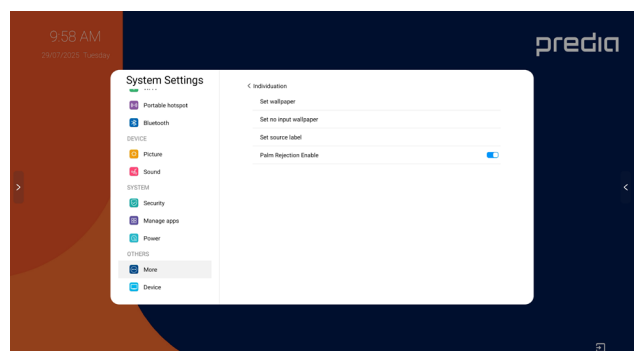 9:58 AM
29/07/2025 Tuesday
predia
System Settings
Portable hotspot
Bluetooth
DEVICE
Picture
Sound
SYSTEM
Security
Manage apps
Power
OTHERS
More
Device
< Individuation
Set wallpaper
Set no input wallpaper
Set source label
Palm Rejection Enable